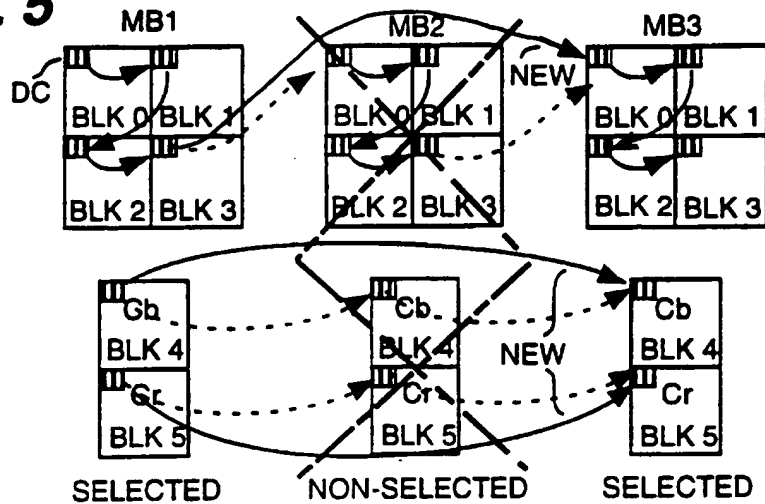 . 5
MB1 MB2 MB3
DC
NEW
BLK 0 BLK 1 BLK 0 BLK 1 BLK 0 BLK 1
BLK 2 BLK 3 BLK 2 BLK 3 BLK 2 BLK 3
Cb Cb Cb
BLK 4 BLK 4 BLK 4
NEW
Cr Cr Cr
BLK 5 BLK 5 BLK 5
SELECTED NON-SELECTED SELECTED